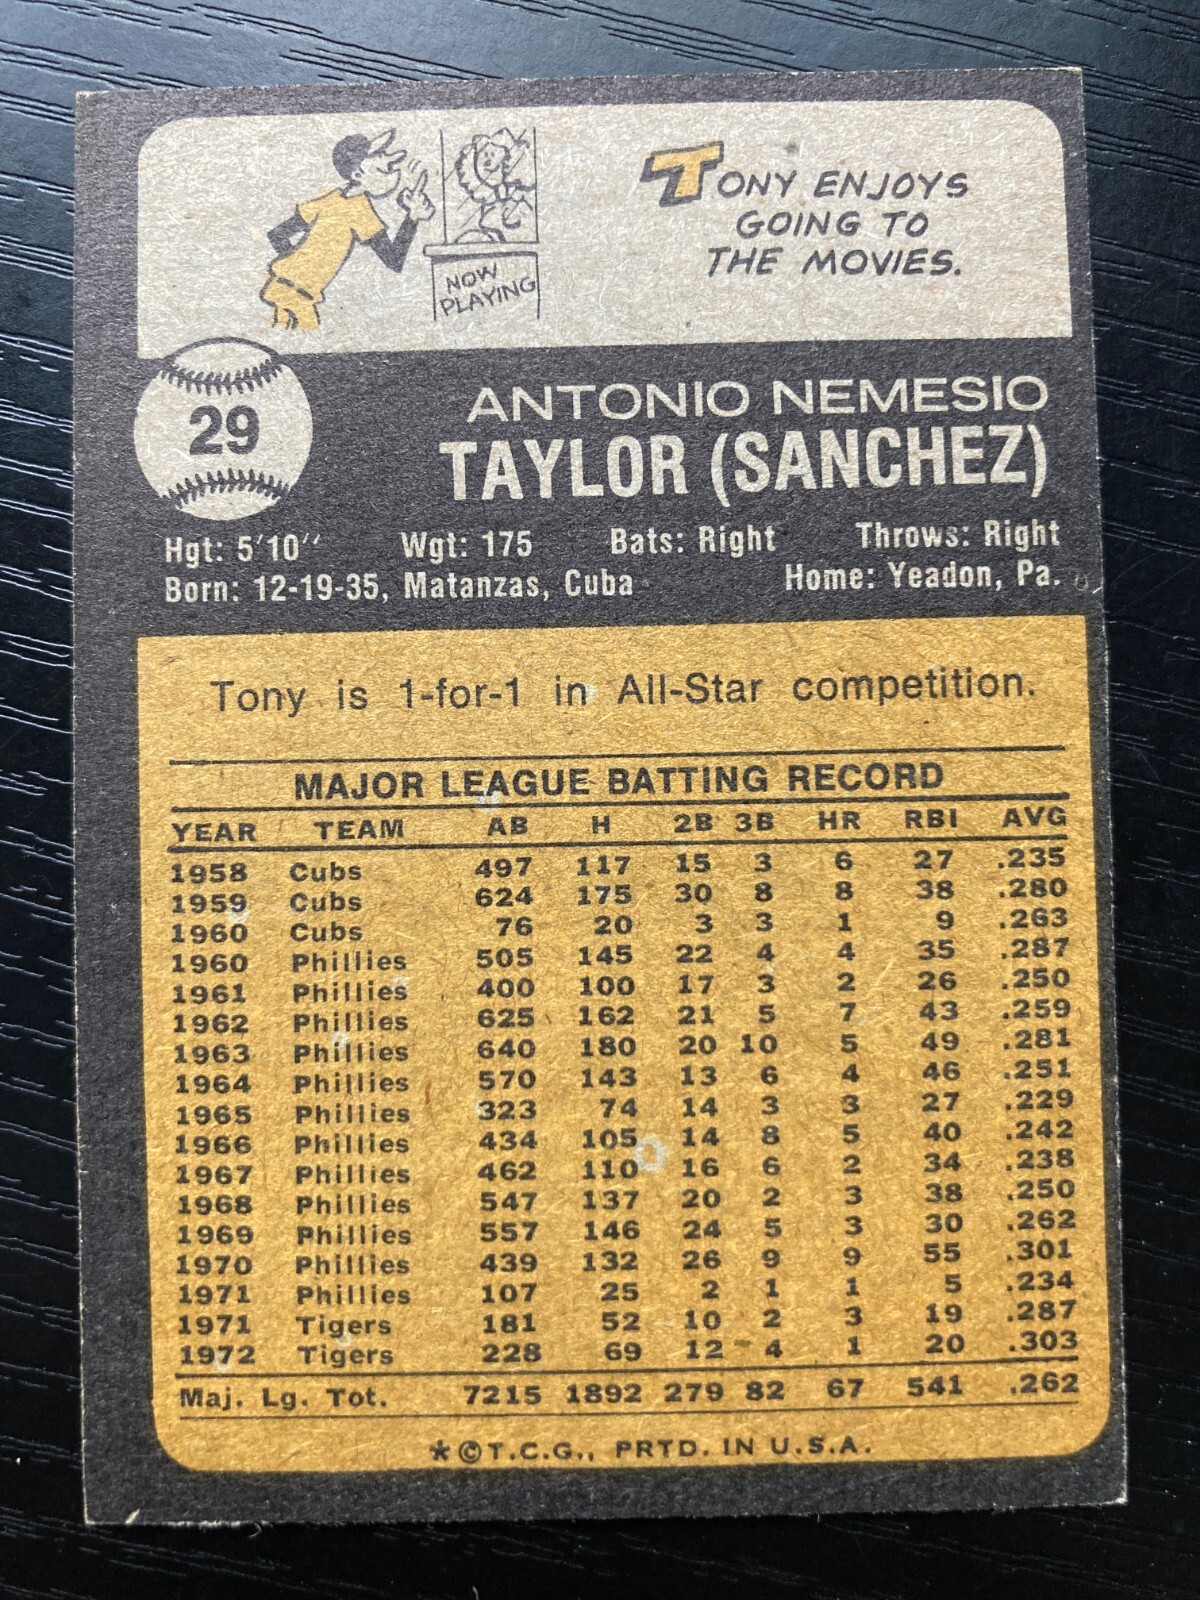 TONY ENJOYS
GOING TO
THE MOVIES.
NOW
PLAYING
29
ANTONIO NEMESIO
TAYLOR (SANCHEZ)
Hgt: 5'10'' Wgt: 175 Bats: Right Throws: Right
Born: 12-19-35, Matanzas, Cuba Home: Yeadon, Pa.
Tony is 1-for-1 in All-Star competition.
MAJOR LEAGUE BATTING RECORD
YEAR TEAM AB H 2B 3B HR RBI AVG
1958 Cubs 497 117 15 3 6 27 .235
1959 Cubs 624 175 30 8 8 38 .280
1960 Cubs 76 20 3 3 1 9 .263
1960 Phillies 505 145 22 4 4 35 .287
1961 Phillies 400 100 17 3 2 26 .250
1962 Phillies 625 162 21 5 7 43 .259
1963 Phillies 640 180 20 10 5 49 .281
1964 Phillies 570 143 13 6 4 46 .251
1965 Phillies 323 74 14 3 3 27 .229
1966 Phillies 434 105 14 8 5 40 .242
1967 Phillies 462 110 16 6 2 34 .238
1968 Phillies 547 137 20 2 3 38 .250
1969 Phillies 557 146 24 5 3 30 .262
1970 Phillies 439 132 26 9 9 55 .301
1971 Phillies 107 25 2 1 1 5 .234
1971 Tigers 181 52 10 2 3 19 .287
1972 Tigers 228 69 12 4 1 20 .303
Maj. Lg. Tot. 7215 1892 279 82 67 541 .262
*©T.C.G., PRTD. IN U.S.A.